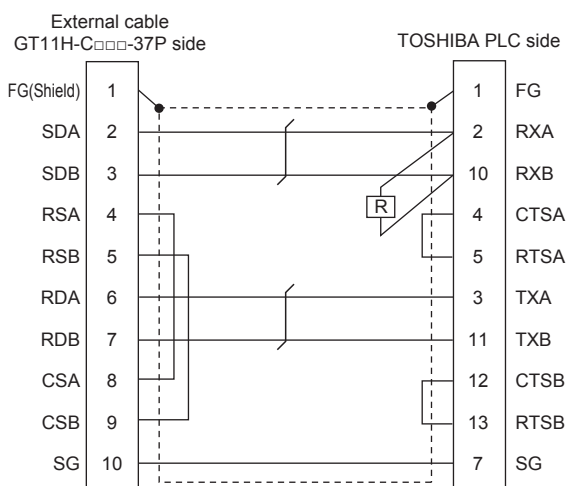 External cable
GT11H-C□□□-37P side
TOSHIBA PLC side
FG(Shield) 1 1 FG
SDA 2 2 RXA
SDB 3 10 RXB
RSA 4 R 4 CTSA
RSB 5 5 RTSA
RDA 6 3 TXA
RDB 7 11 TXB
CSA 8 12 CTSB
CSB 9 13 RTSB
SG 10 7 SG